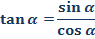 tan α = sin α / cos α